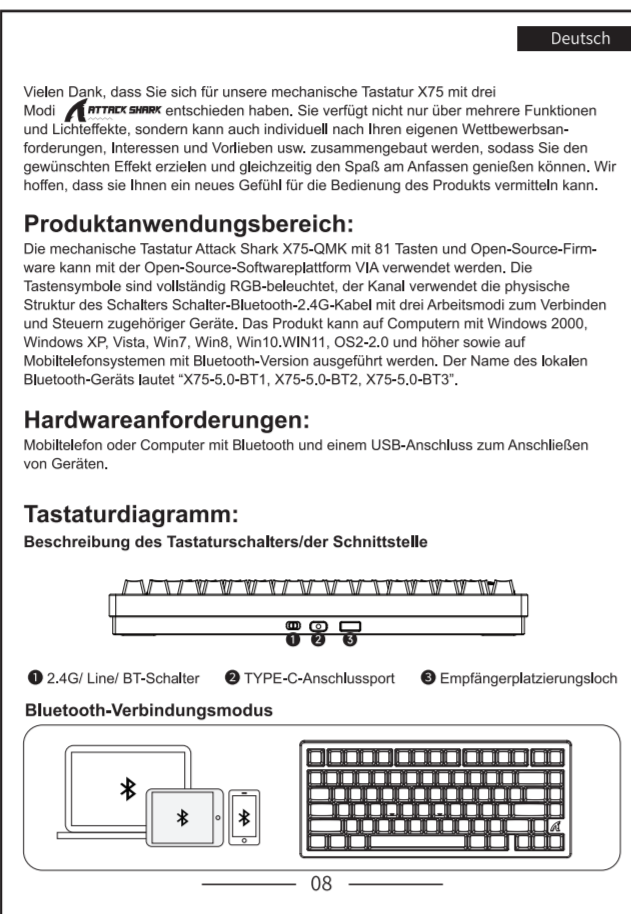 Deutsch
Vielen Dank, dass Sie sich für unsere mechanische Tastatur X75 mit drei
Modi ATTACK SHARK entschieden haben. Sie verfügt nicht nur über mehrere Funktionen
und Lichteffekte, sondern kann auch individuell nach Ihren eigenen Wettbewerbsan-
forderungen, Interessen und Vorlieben usw. zusammengebaut werden, sodass Sie den
gewünschten Effekt erzielen und gleichzeitig den Spaß am Anfassen genießen können. Wir
hoffen, dass sie Ihnen ein neues Gefühl für die Bedienung des Produkts vermitteln kann.
Produktanwendungsbereich:
Die mechanische Tastatur Attack Shark X75-QMK mit 81 Tasten und Open-Source-Firm-
ware kann mit der Open-Source-Softwareplattform VIA verwendet werden. Die
Tastensymbole sind vollständig RGB-beleuchtet, der Kanal verwendet die physische
Struktur des Schalters Schalter-Bluetooth-2.4G-Kabel mit drei Arbeitsmodi zum Verbinden
und Steuern zugehöriger Geräte. Das Produkt kann auf Computern mit Windows 2000,
Windows XP, Vista, Win7, Win8, Win10.WIN11, OS2-2.0 und höher sowie auf
Mobiltelefonsystemen mit Bluetooth-Version ausgeführt werden. Der Name des lokalen
Bluetooth-Geräts lautet “X75-5.0-BT1, X75-5.0-BT2, X75-5.0-BT3”.
Hardwareanforderungen:
Mobiltelefon oder Computer mit Bluetooth und einem USB-Anschluss zum Anschließen
von Geräten.
Tastaturdiagramm:
Beschreibung des Tastaturschalters/der Schnittstelle
1 2 3
❶ 2.4G/ Line/ BT-Schalter ❷ TYPE-C-Anschlussport ❸ Empfängerplatzierungsloch
Bluetooth-Verbindungsmodus
08